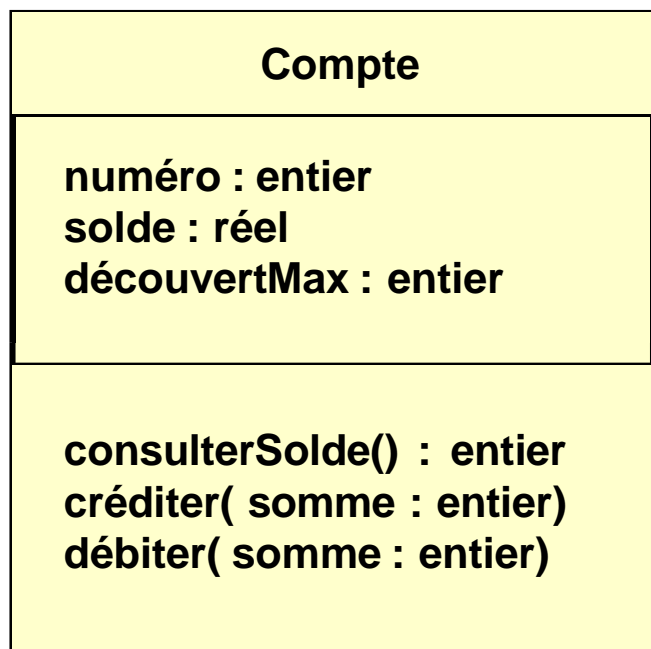 Compte
numéro : entier
solde : réel
découvertMax : entier
consulterSolde() : entier
créditer( somme : entier)
débiter( somme : entier)